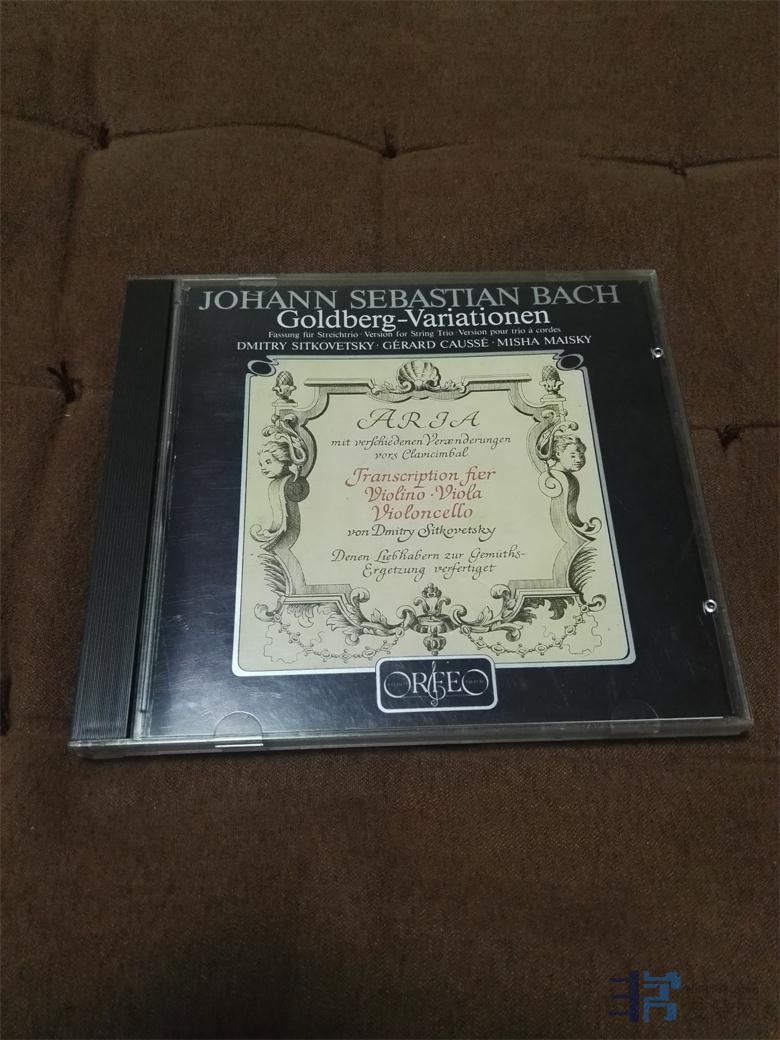 JOHANN SEBASTIAN BACH
Goldberg-Variationen
Fassung für Streichtrio · Version for String Trio · Version pour trio à cordes
DMITRY SITKOVETSKY · GÉRARD CAUSSÉ · MISHA MAISKY
ARIA
mit verschiedenen Verænderungen
vors Clavicimbal
Transcription fuer
Violino · Viola
Violoncello
von Dmitry Sitkovetsky
Denen Liebhabern zur Gemüths-
Ergetzung verfertiget
ORFEO